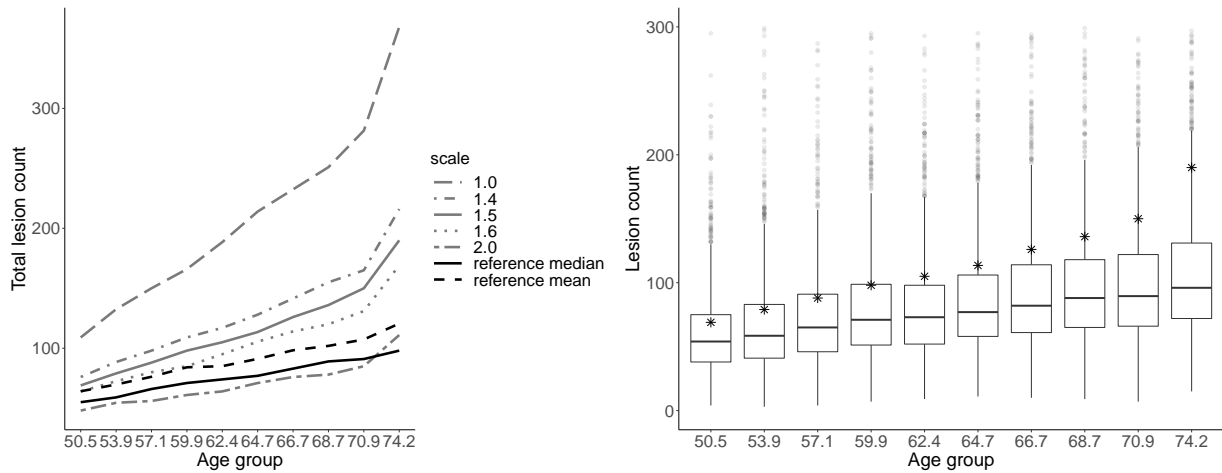 Total lesion count
300
200
100
50.5 53.9 57.1 59.9 62.4 64.7 66.7 68.7 70.9 74.2
Age group
scale
1.0
1.4
1.5
1.6
2.0
reference median
reference mean
Lesion count
300
200
100
0
50.5 53.9 57.1 59.9 62.4 64.7 66.7 68.7 70.9 74.2
Age group